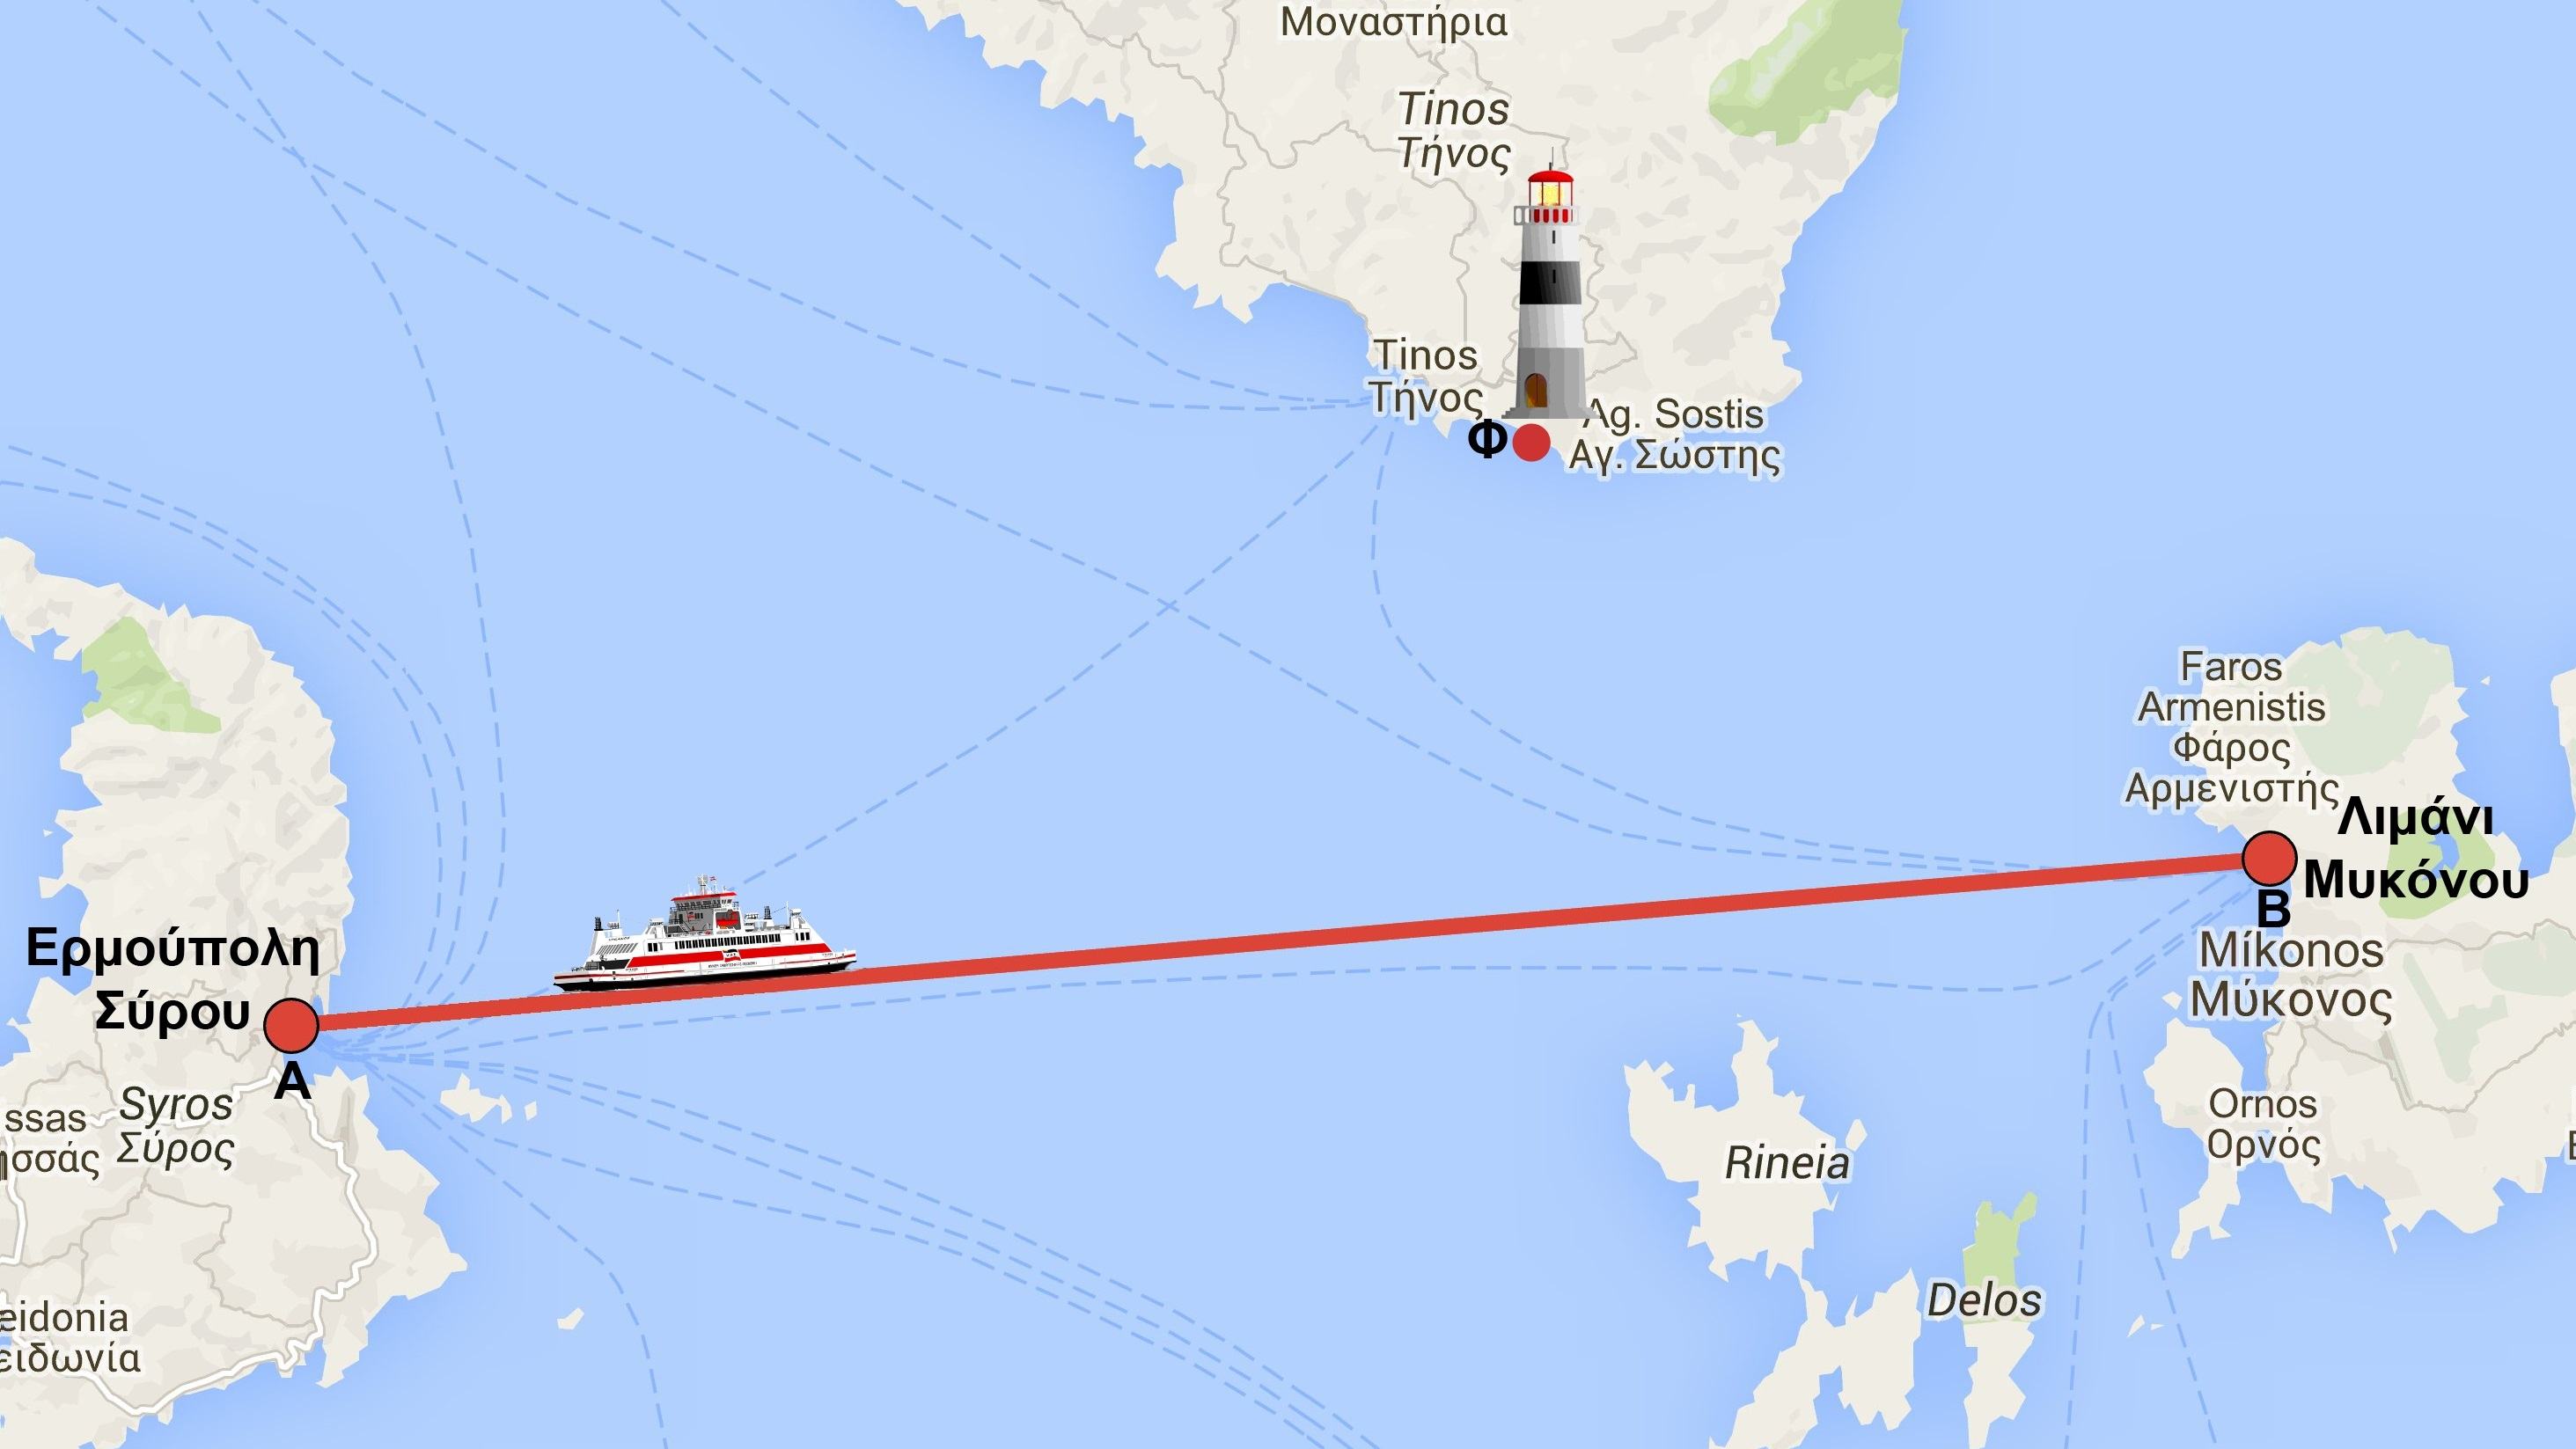 Μοναστήρια
Tinos
Τήνος
Tinos
Τήνος
Ag. Sostis
Αγ. Σώστης
Φ
Faros
Armenistis
Φάρος
Αρμενιστής
Λιμάνι
Μυκόνου
B
Míkonos
Μύκονος
Ερμούπολη
Σύρου
A
Syros
Σύρος
ssas
ησσάς
Ornos
Ορνός
Rineia
Delos
eidonia
ειδωνία